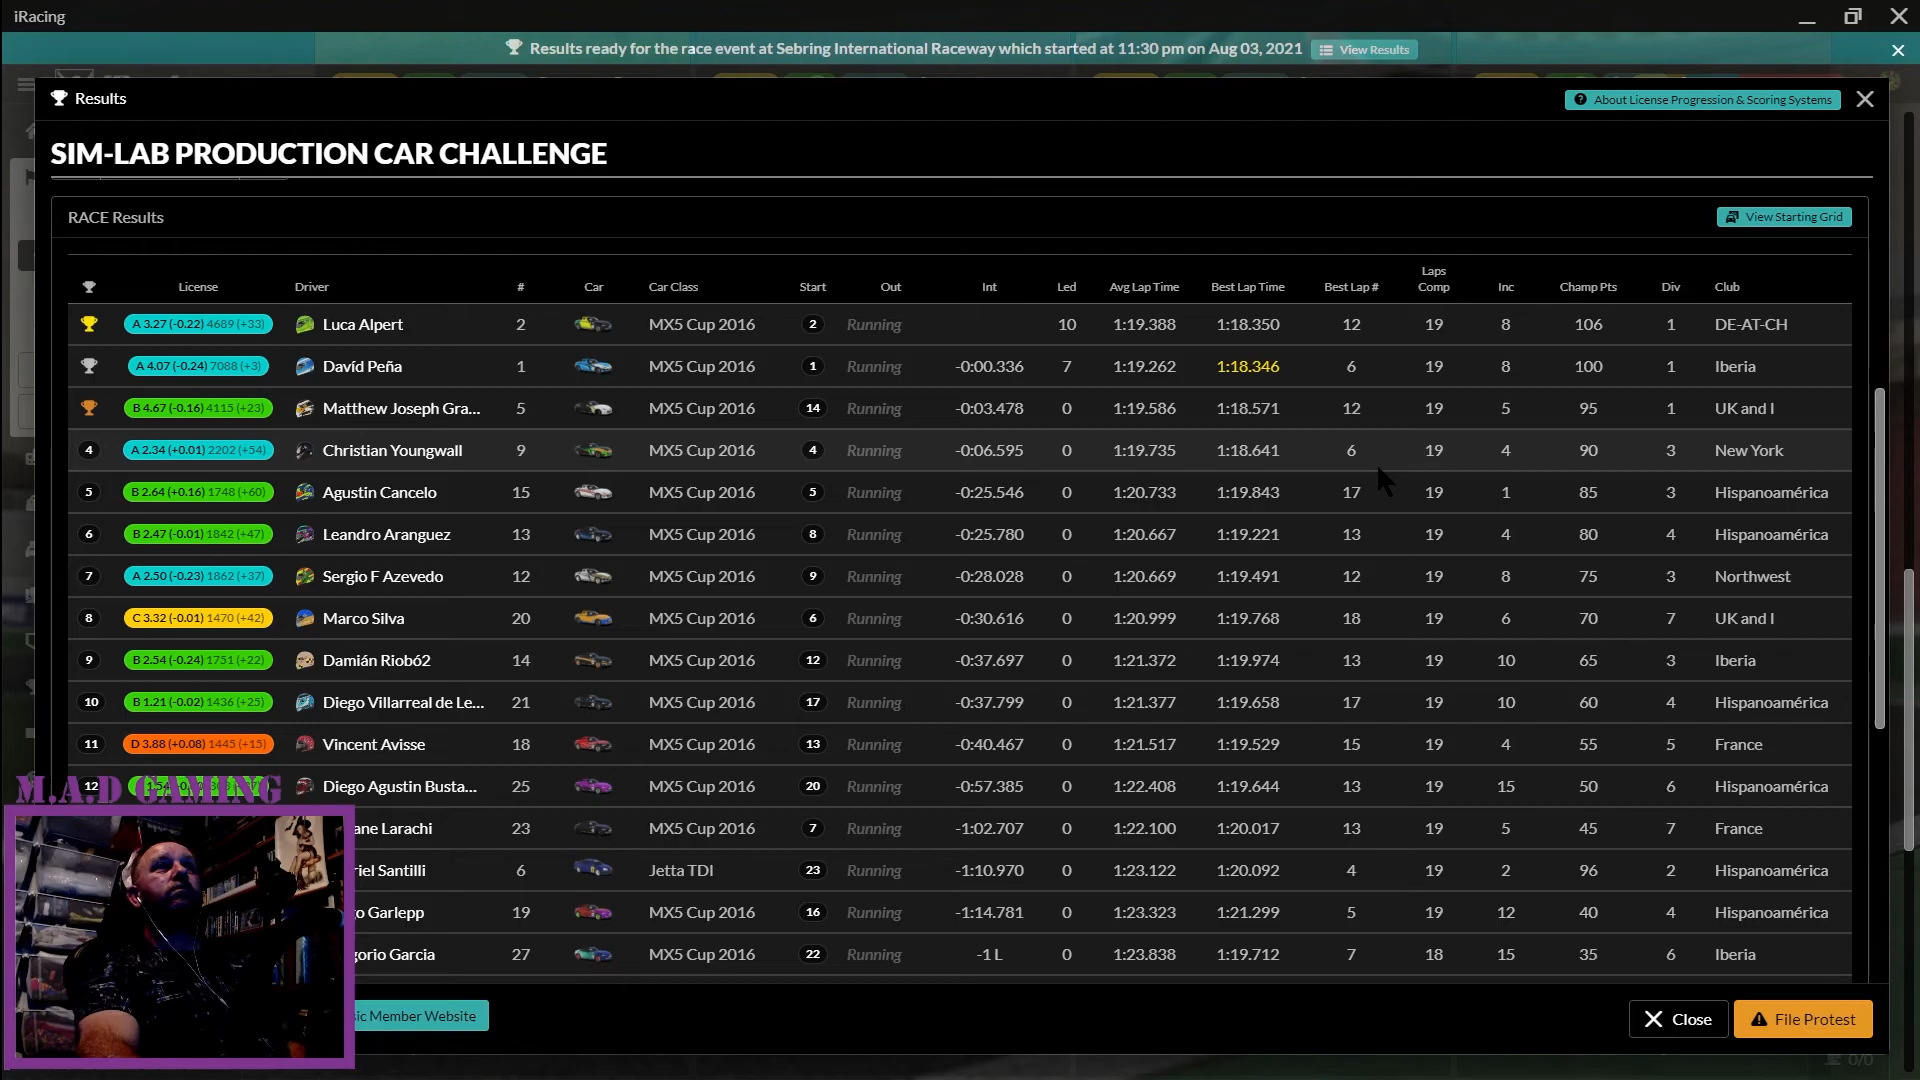 iRacing
Results ready for the race event at Sebring International Raceway which started at 11:30 pm on Aug 03, 2021 View Results
Results About License Progression & Scoring Systems
SIM-LAB PRODUCTION CAR CHALLENGE
RACE Results View Starting Grid
License Driver # Car Car Class Start Out Int Led Avg Lap Time Best Lap Time Best Lap # Laps Comp Inc Champ Pts Div Club
A 3.27 (-0.22) 4689 (+33) Luca Alpert 2 MX5 Cup 2016 2 Running 10 1:19.388 1:18.350 12 19 8 106 1 DE-AT-CH
A 4.07 (-0.24) 7088 (+3) Davíd Peña 1 MX5 Cup 2016 1 Running -0:00.336 7 1:19.262 1:18.346 6 19 8 100 1 Iberia
B 4.67 (-0.16) 4115 (+23) Matthew Joseph Gra... 5 MX5 Cup 2016 14 Running -0:03.478 0 1:19.586 1:18.571 12 19 5 95 1 UK and I
4 A 2.34 (+0.01) 2202 (+54) Christian Youngwall 9 MX5 Cup 2016 4 Running -0:06.595 0 1:19.735 1:18.641 6 19 4 90 3 New York
5 B 2.64 (+0.16) 1748 (+60) Agustin Cancelo 15 MX5 Cup 2016 5 Running -0:25.546 0 1:20.733 1:19.843 17 19 1 85 3 Hispanoamérica
6 B 2.47 (-0.01) 1842 (+47) Leandro Aranguez 13 MX5 Cup 2016 8 Running -0:25.780 0 1:20.667 1:19.221 13 19 4 80 4 Hispanoamérica
7 A 2.50 (-0.23) 1862 (+37) Sergio F Azevedo 12 MX5 Cup 2016 9 Running -0:28.028 0 1:20.669 1:19.491 12 19 8 75 3 Northwest
8 C 3.32 (-0.01) 1470 (+42) Marco Silva 20 MX5 Cup 2016 6 Running -0:30.616 0 1:20.999 1:19.768 18 19 6 70 7 UK and I
9 B 2.54 (-0.24) 1751 (+22) Damián Riobó2 14 MX5 Cup 2016 12 Running -0:37.697 0 1:21.372 1:19.974 13 19 10 65 3 Iberia
10 B 1.21 (-0.02) 1436 (+25) Diego Villarreal de Le... 21 MX5 Cup 2016 17 Running -0:37.799 0 1:21.377 1:19.658 17 19 10 60 4 Hispanoamérica
11 D 3.88 (+0.08) 1445 (+15) Vincent Avisse 18 MX5 Cup 2016 13 Running -0:40.467 0 1:21.517 1:19.529 15 19 4 55 5 France
12 Diego Agustin Busta... 25 MX5 Cup 2016 20 Running -0:57.385 0 1:22.408 1:19.644 13 19 15 50 6 Hispanoamérica
M.A.D GAMING
ane Larachi 23 MX5 Cup 2016 7 Running -1:02.707 0 1:22.100 1:20.017 13 19 5 45 7 France
riel Santilli 6 Jetta TDI 23 Running -1:10.970 0 1:23.122 1:20.092 4 19 2 96 2 Hispanoamérica
o Garlepp 19 MX5 Cup 2016 16 Running -1:14.781 0 1:23.323 1:21.299 5 19 12 40 4 Hispanoamérica
gorio Garcia 27 MX5 Cup 2016 22 Running -1 L 0 1:23.838 1:19.712 7 18 15 35 6 Iberia
sic Member Website Close File Protest
0/0